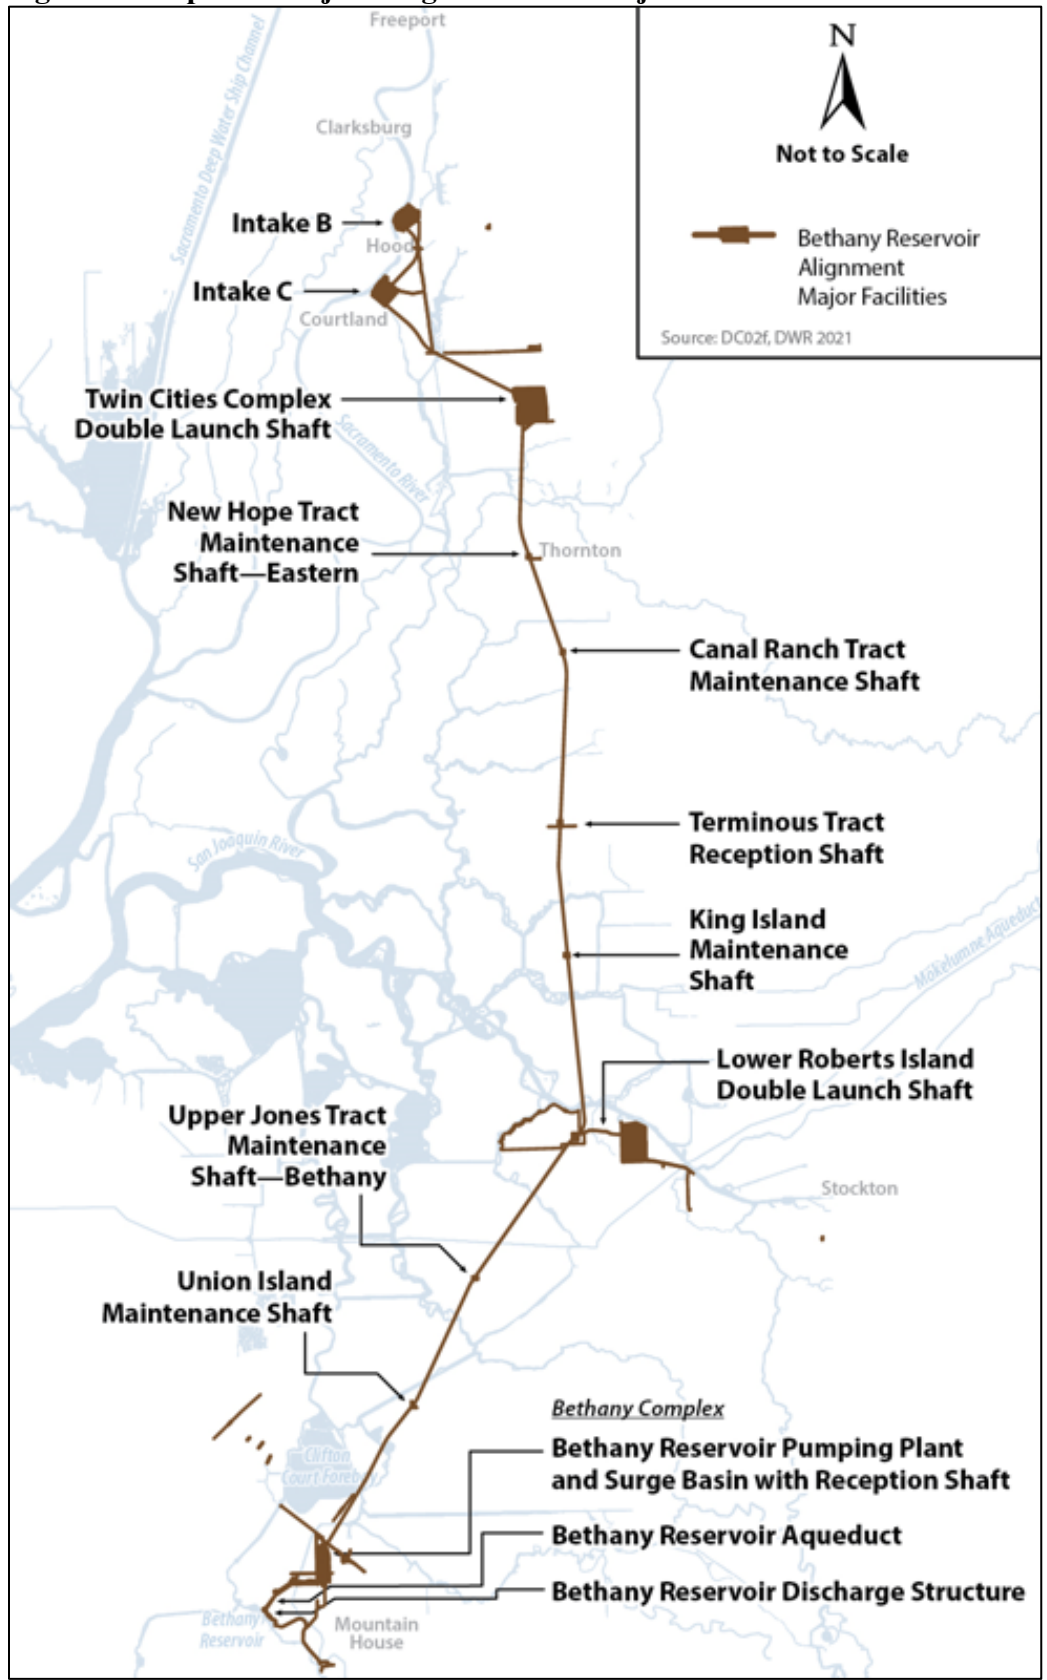 Freeport
N
Not to Scale
Bethany Reservoir
Alignment
Major Facilities
Source: DC02f, DWR 2021
Sacramento Deep Water Ship Channel
Clarksburg
Intake B
Hood
Intake C
Courtland
Twin Cities Complex
Double Launch Shaft
Sacramento River
New Hope Tract
Maintenance
Shaft—Eastern
Thornton
Canal Ranch Tract
Maintenance Shaft
Terminous Tract
Reception Shaft
San Joaquin River
King Island
Maintenance
Shaft
Mokelumne Aqueduct
Lower Roberts Island
Double Launch Shaft
Upper Jones Tract
Maintenance
Shaft—Bethany
Stockton
Union Island
Maintenance Shaft
Bethany Complex
Bethany Reservoir Pumping Plant
and Surge Basin with Reception Shaft
Clifton
Court Forebay
Bethany Reservoir Aqueduct
Bethany Reservoir Discharge Structure
Bethany
Reservoir
Mountain
House